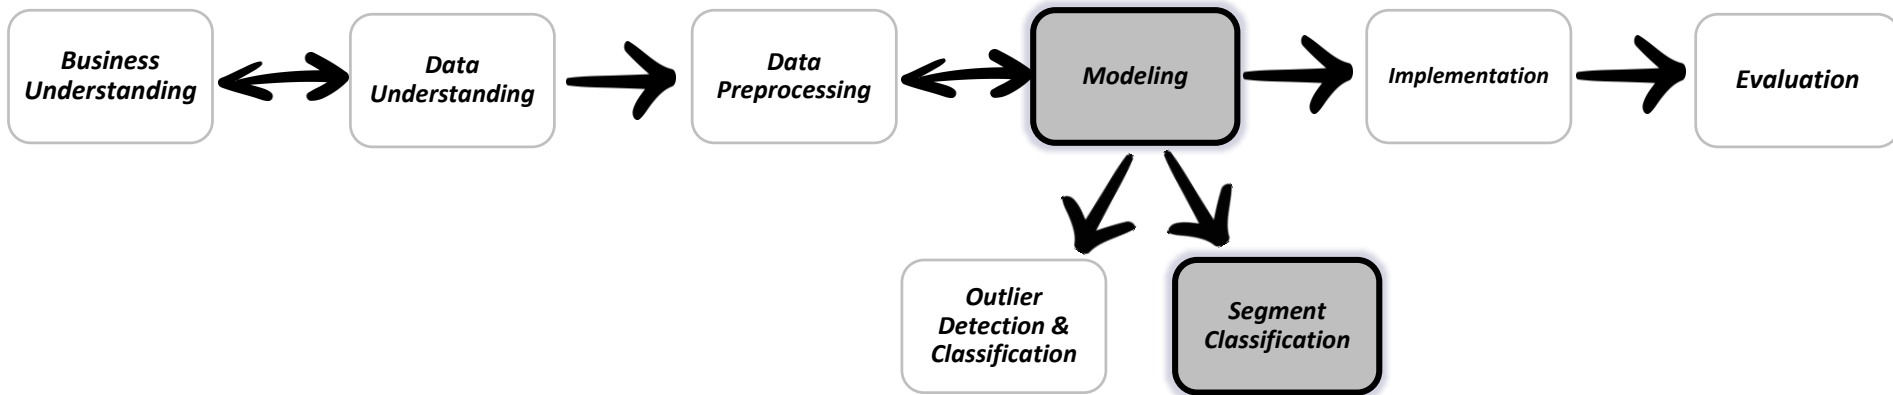 Business
Understanding
Data
Understanding
Data
Preprocessing
Modeling
Implementation
Evaluation
Outlier
Detection &
Classification
Segment
Classification